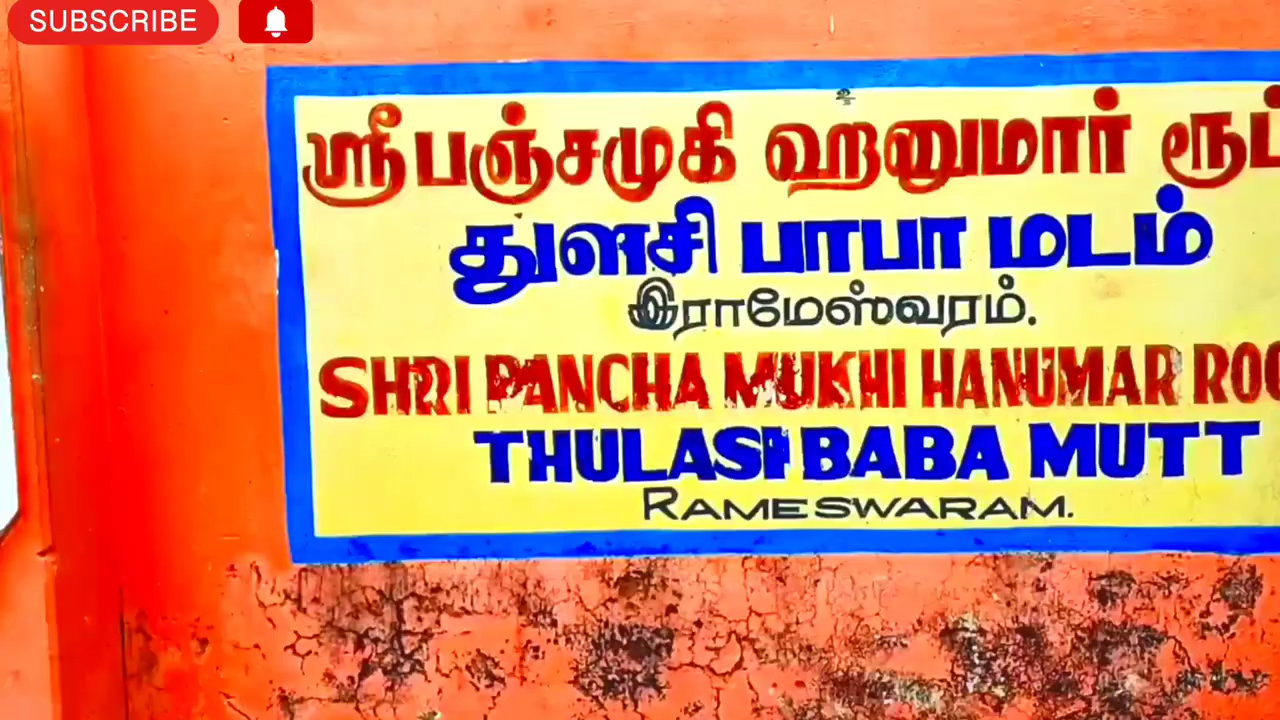 SUBSCRIBE
ஸ்ரீ பஞ்சமுகி ஹனுமார்
துளசி பாபா மடம்
இராமேஸ்வரம்.
SHRI PANCHA MUKHI HANUMAR
THULASI BABA MUTT
RAMESWARAM.